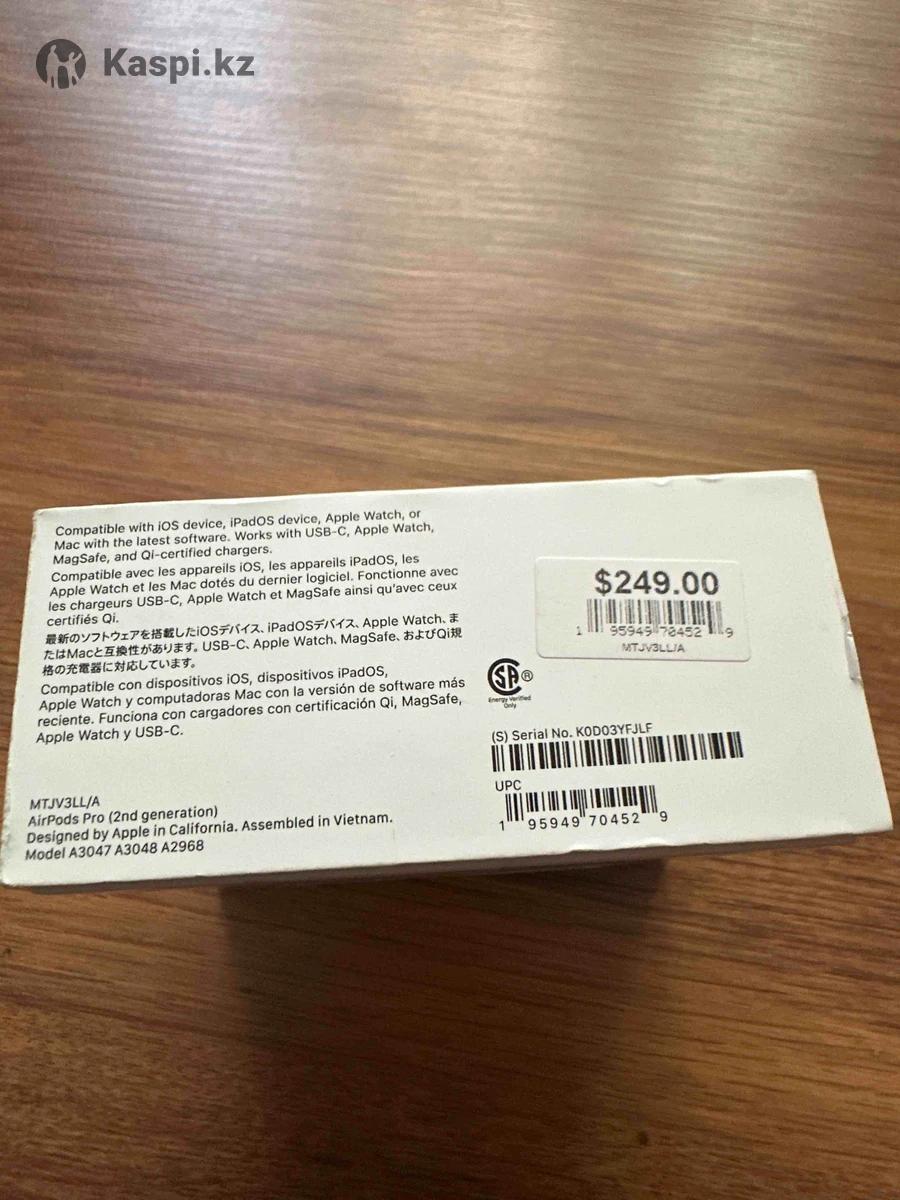 Kaspi.kz
Compatible with iOS device, iPadOS device, Apple Watch, or
Mac with the latest software. Works with USB-C, Apple Watch,
MagSafe, and Qi-certified chargers.
Compatible avec les appareils iOS, les appareils iPadOS, les
Apple Watch et les Mac dotés du dernier logiciel. Fonctionne avec
les chargeurs USB-C, Apple Watch et MagSafe ainsi qu'avec ceux
certifiés Qi.
最新のソフトウェアを搭載したiOSデバイス、iPadOSデバイス、Apple Watch、ま
たはMacと互換性があります。USB-C、Apple Watch、MagSafe、およびQi規
格の充電器に対応しています。
Compatible con dispositivos iOS, dispositivos iPadOS,
Apple Watch y computadoras Mac con la versión de software más
reciente. Funciona con cargadores con certificación Qi, MagSafe,
Apple Watch y USB-C.
MTJV3LL/A
AirPods Pro (2nd generation)
Designed by Apple in California. Assembled in Vietnam.
Model A3047 A3048 A2968
$249.00
1 95949 70452 9
MTJV3LL/A
SA ®
Energy Verified
Only
(S) Serial No. K0D03YFJLF
UPC
1 95949 70452 9